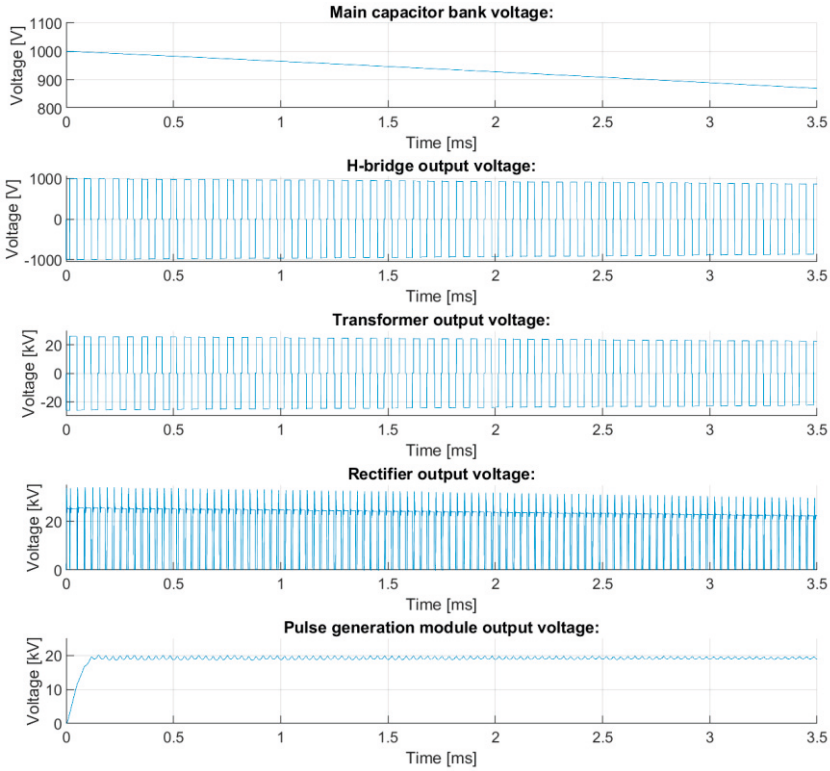 Main capacitor bank voltage:
Voltage [V]
1100
1000
900
800
0 0.5 1 1.5 2 2.5 3 3.5
Time [ms]
H-bridge output voltage:
Voltage [V]
1000
0
-1000
0 0.5 1 1.5 2 2.5 3 3.5
Time [ms]
Transformer output voltage:
Voltage [kV]
20
0
-20
0 0.5 1 1.5 2 2.5 3 3.5
Time [ms]
Rectifier output voltage:
Voltage [kV]
20
0
0 0.5 1 1.5 2 2.5 3 3.5
Time [ms]
Pulse generation module output voltage:
Voltage [kV]
20
10
0
0 0.5 1 1.5 2 2.5 3 3.5
Time [ms]